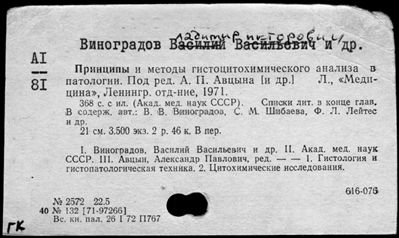 Владимир Викторович
Виноградов Василий Васильевич и др.
АI
81
Принципы и методы гистоцитохимического анализа в
патологии. Под ред. А. П. Авцына [и др.] Л., «Меди-
цина», Ленингр. отд-ние, 1971.
368 с. с ил. (Акад. мед. наук СССР). Списки лит. в конце глав.
В содерж. авт.: В. В. Виноградов, С. М. Шибаева, Ф. Л. Лейтес
и др.
21 см. 3.500 экз. 2 р. 46 к. В пер.
I. Виноградов, Василий Васильевич и др. II. Акад. мед. наук
СССР. III. Авцын, Александр Павлович, ред. — — 1. Гистология и
гистопатологическая техника. 2. Цитохимические исследования.
616-076
№ 2572 22.5
40 № 132 [71-97266]
Вс. кн. пал. 26 I 72 П767
ГК